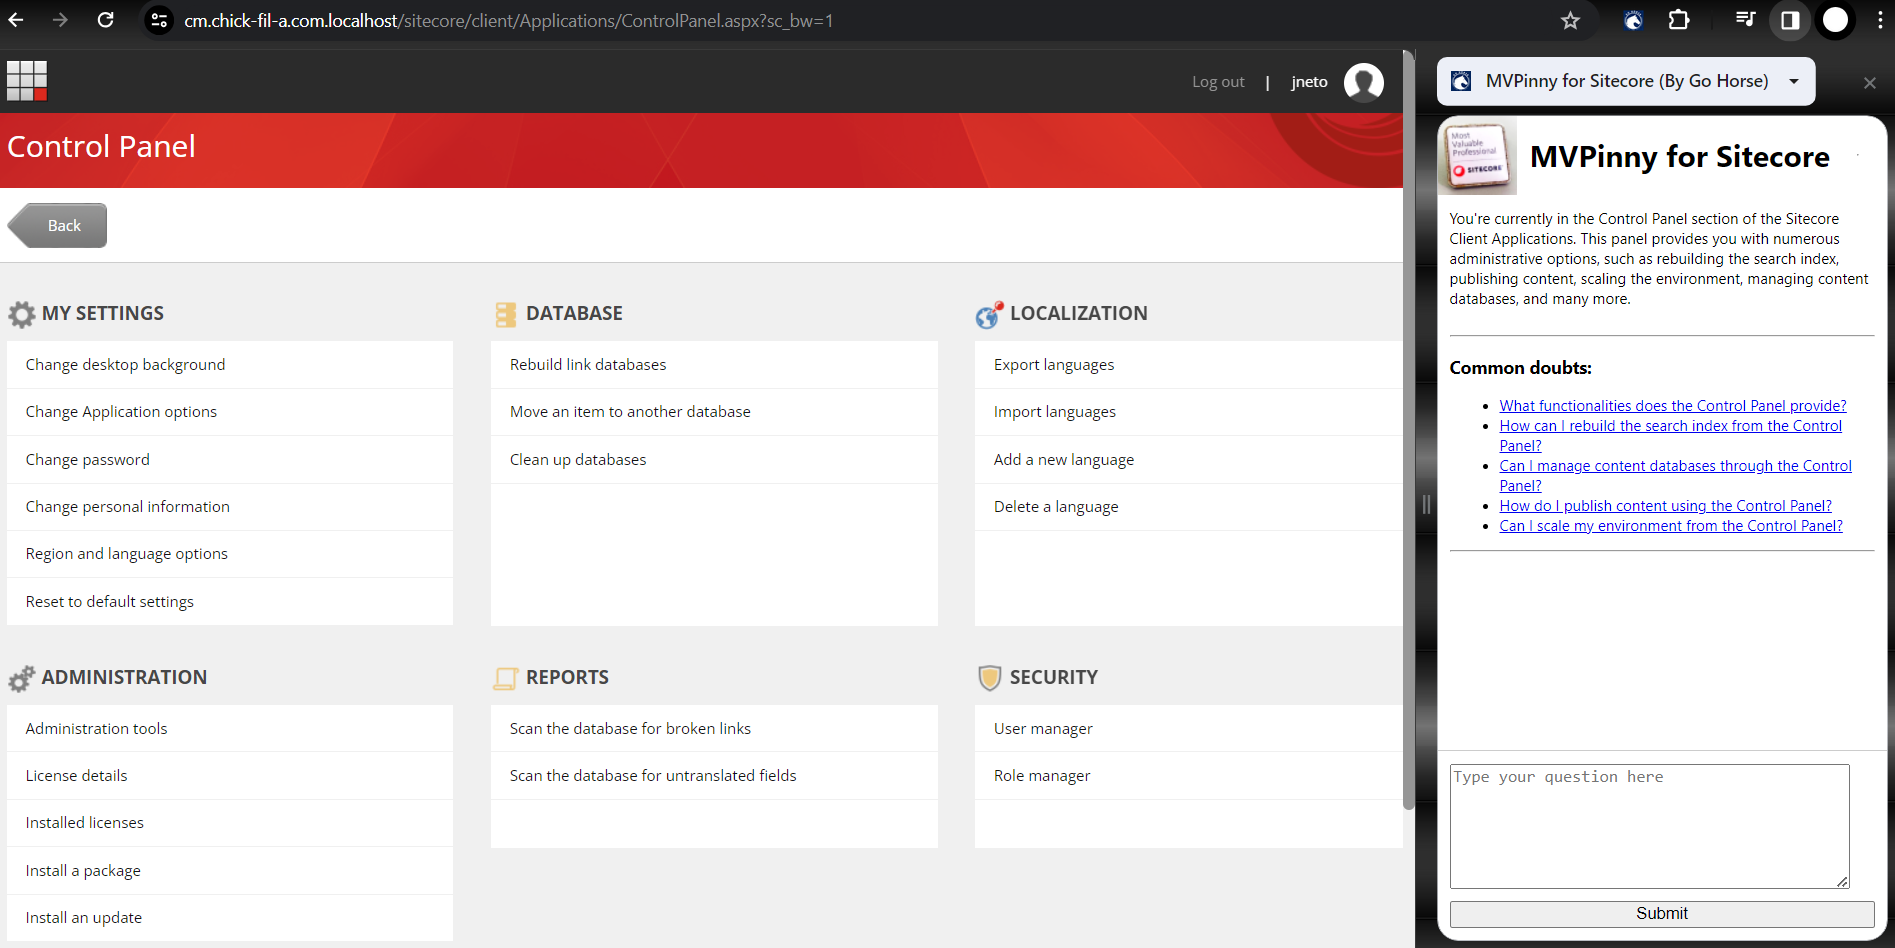 cm.chick-fil-a.com.localhost/sitecore/client/Applications/ControlPanel.aspx?sc_bw=1
Log out | jneto
Control Panel
Back
MY SETTINGS
Change desktop background
Change Application options
Change password
Change personal information
Region and language options
Reset to default settings
DATABASE
Rebuild link databases
Move an item to another database
Clean up databases
LOCALIZATION
Export languages
Import languages
Add a new language
Delete a language
ADMINISTRATION
Administration tools
License details
Installed licenses
Install a package
Install an update
REPORTS
Scan the database for broken links
Scan the database for untranslated fields
SECURITY
User manager
Role manager
MVPinny for Sitecore (By Go Horse)
Most
Valuable
Professional
SITECORE
MVPinny for Sitecore
You're currently in the Control Panel section of the Sitecore
Client Applications. This panel provides you with numerous
administrative options, such as rebuilding the search index,
publishing content, scaling the environment, managing content
databases, and many more.
Common doubts:
What functionalities does the Control Panel provide?
How can I rebuild the search index from the Control
Panel?
Can I manage content databases through the Control
Panel?
How do I publish content using the Control Panel?
Can I scale my environment from the Control Panel?
Type your question here
Submit